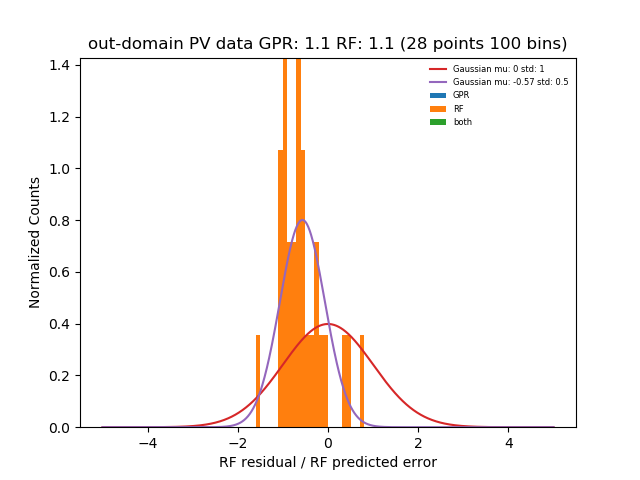 out-domain PV data GPR: 1.1 RF: 1.1 (28 points 100 bins)
Gaussian mu: 0 std: 1
Gaussian mu: -0.57 std: 0.5
GPR
RF
both
Normalized Counts
1.4
1.2
1.0
0.8
0.6
0.4
0.2
0.0
−4 −2 0 2 4
RF residual / RF predicted error